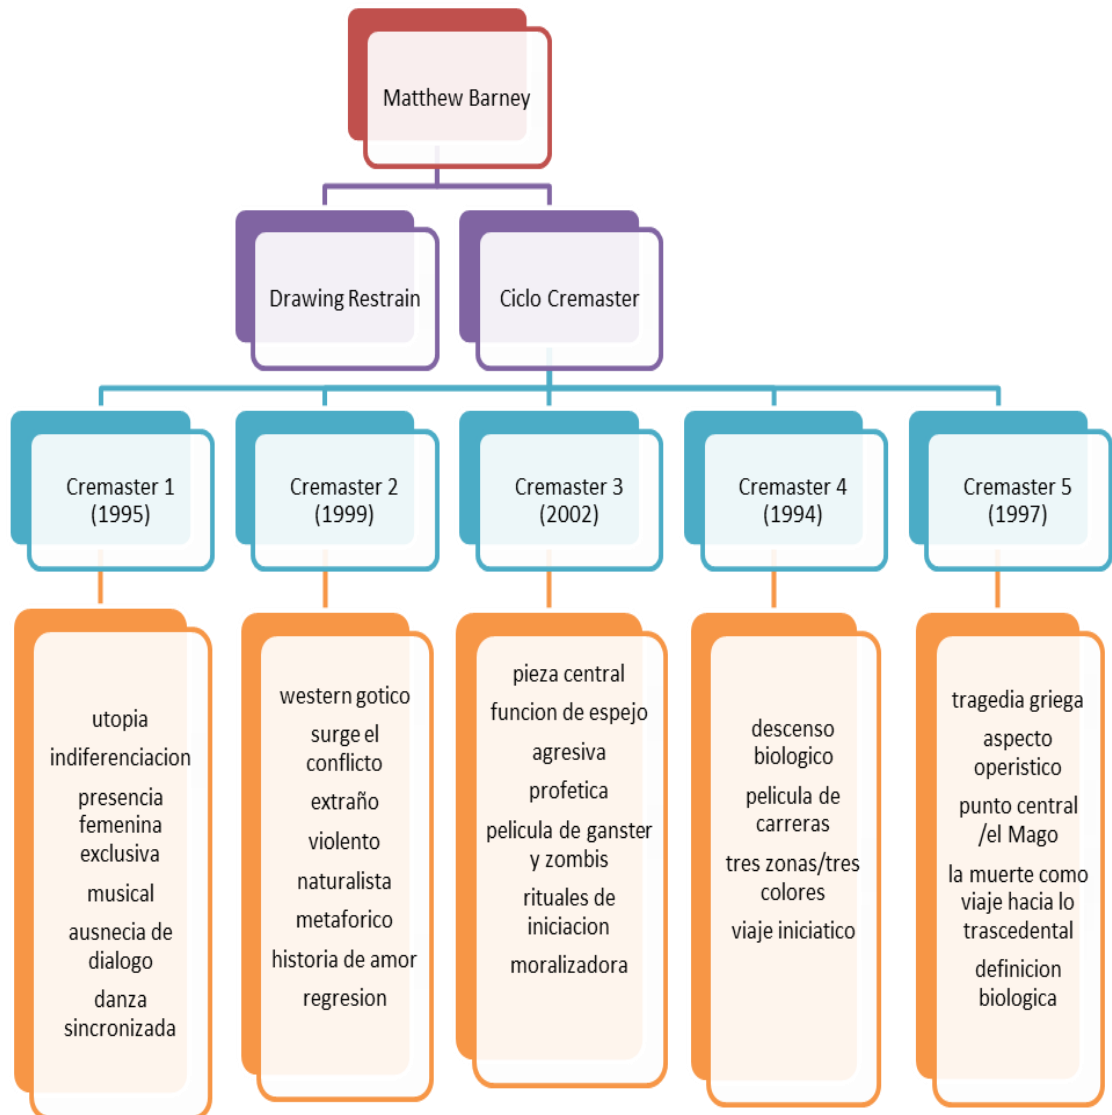 Matthew Barney
Drawing Restrain
Ciclo Cremaster
Cremaster 1
(1995)
Cremaster 2
(1999)
Cremaster 3
(2002)
Cremaster 4
(1994)
Cremaster 5
(1997)
utopia
indiferenciacion
presencia
femenina
exclusiva
musical
ausnecia de
dialogo
danza
sincronizada
western gotico
surge el
conflicto
extraño
violento
naturalista
metaforico
historia de amor
regresion
pieza central
funcion de espejo
agresiva
profetica
pelicula de ganster
y zombis
rituales de
iniciacion
moralizadora
descenso
biologico
pelicula de
carreras
tres zonas/tres
colores
viaje iniciatico
tragedia griega
aspecto
operistico
punto central
/el Mago
la muerte como
viaje hacia lo
trascedental
definicion
biologica